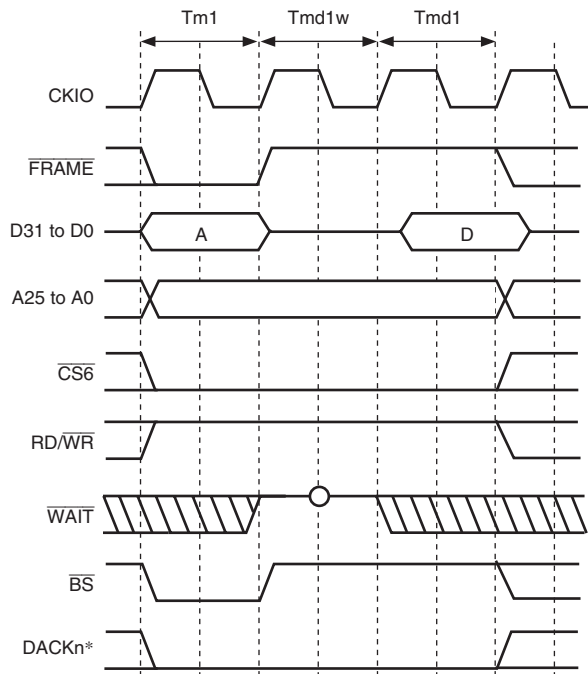 Tm1 Tmd1w Tmd1
CKIO
FRAME
D31 to D0 A D
A25 to A0
CS6
RD/WR
WAIT
BS
DACKn*